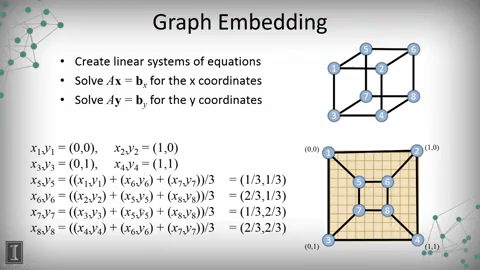 Graph Embedding
• Create linear systems of equations
• Solve Ax = bₓ for the x coordinates
• Solve Ay = bᵧ for the y coordinates
x₁,y₁ = (0,0), x₂,y₂ = (1,0)
x₃,y₃ = (0,1), x₄,y₄ = (1,1)
x₅,y₅ = ((x₁,y₁) + (x₆,y₆) + (x₇,y₇))/3 = (1/3,1/3)
x₆,y₆ = ((x₂,y₂) + (x₅,y₅) + (x₈,y₈))/3 = (2/3,1/3)
x₇,y₇ = ((x₃,y₃) + (x₅,y₅) + (x₈,y₈))/3 = (1/3,2/3)
x₈,y₈ = ((x₄,y₄) + (x₆,y₆) + (x₇,y₇))/3 = (2/3,2/3)
5 6
1 2
7 8
3 4
(0,0) 1 2 (1,0)
5 6
7 8
3 4
(0,1) (1,1)
I